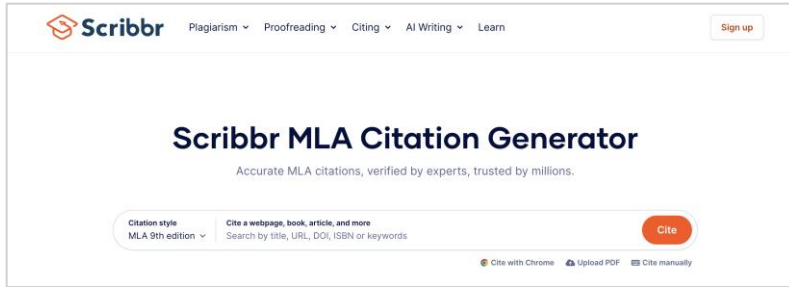 Scribbr Plagiarism Proofreading Citing AI Writing Learn Sign up
Scribbr MLA Citation Generator
Accurate MLA citations, verified by experts, trusted by millions.
Citation style
MLA 9th edition
Cite a webpage, book, article, and more
Search by title, URL, DOI, ISBN or keywords
Cite
Cite with Chrome Upload PDF Cite manually